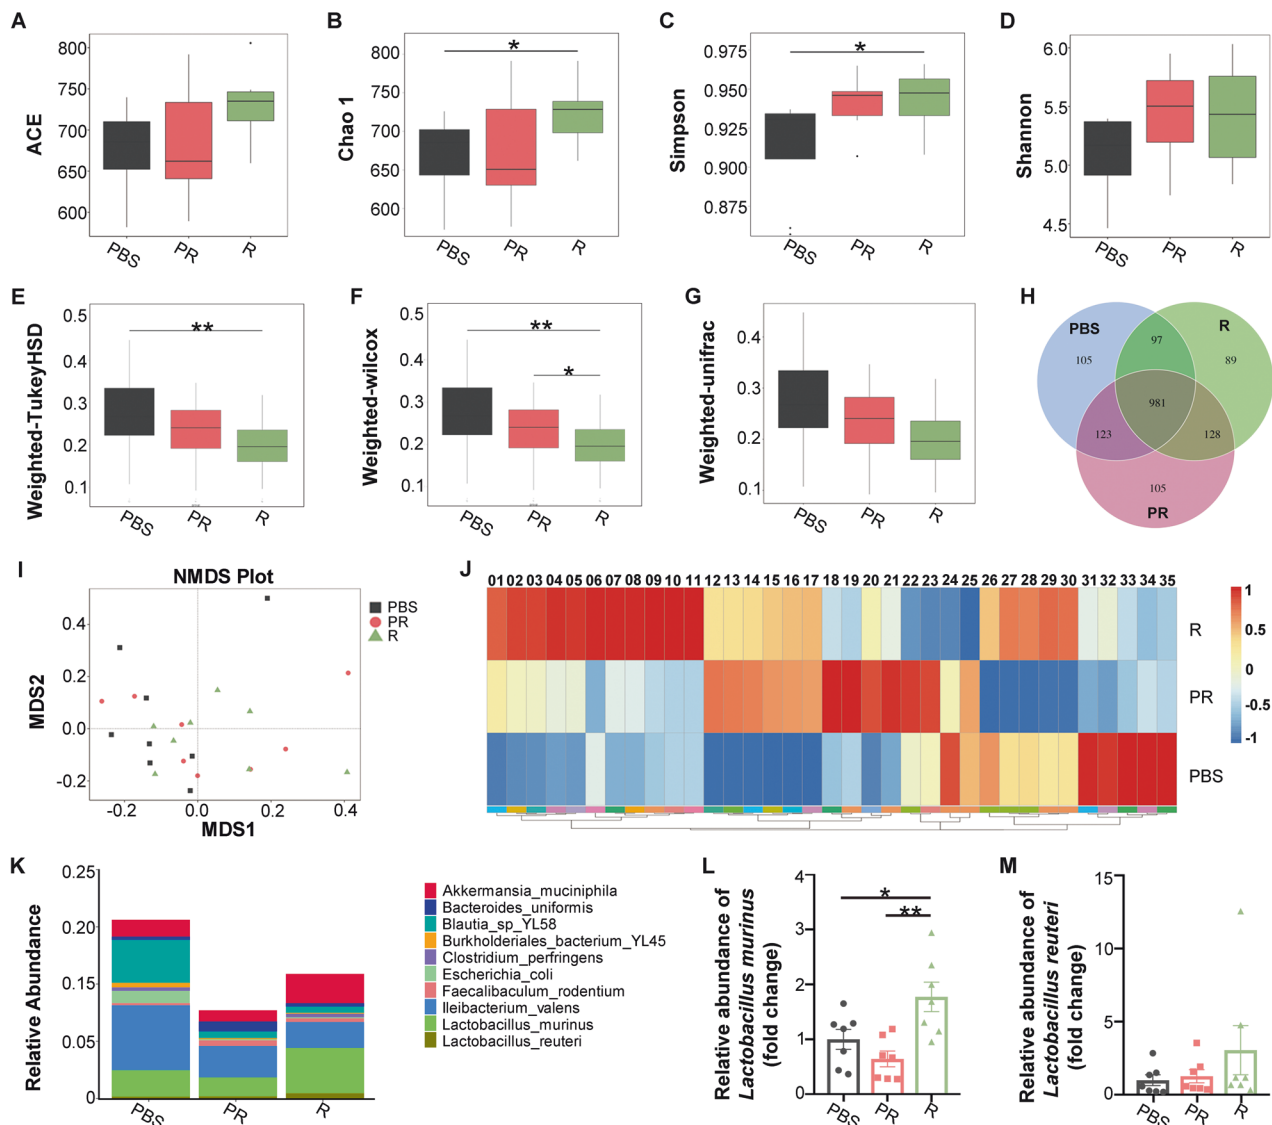 A
ACE
800
750
700
650
600
PBS
PR
R
B
Chao 1
*
800
750
700
650
600
PBS
PR
R
C
Simpson
*
0.975
0.950
0.925
0.900
0.875
PBS
PR
R
D
Shannon
6.0
5.5
5.0
4.5
PBS
PR
R
E
Weighted-TukeyHSD
**
0.5
0.4
0.3
0.2
0.1
PBS
PR
R
F
Weighted-wilcox
**
*
0.5
0.4
0.3
0.2
0.1
PBS
PR
R
G
Weighted-unifrac
0.4
0.3
0.2
0.1
PBS
PR
R
H
PBS
R
97
105
89
981
123
128
105
PR
I
NMDS Plot
PBS
PR
R
MDS2
0.4
0.2
0.0
-0.2
-0.2
0.0
0.2
0.4
MDS1
J
01 02 03 04 05 06 07 08 09 10 11 12 13 14 15 16 17 18 19 20 21 22 23 24 25 26 27 28 29 30 31 32 33 34 35
R
PR
PBS
1
0.5
0
-0.5
-1
K
Relative Abundance
0.25
0.20
0.15
0.05
0
PBS
PR
R
Akkermansia_muciniphila
Bacteroides_uniformis
Blautia_sp_YL58
Burkholderiales_bacterium_YL45
Clostridium_perfringens
Escherichia_coli
Faecalibaculum_rodentium
Ileibacterium_valens
Lactobacillus_murinus
Lactobacillus_reuteri
L
Relative abundance of
Lactobacillus murinus
(fold change)
*
**
4
3
2
1
0
PBS
PR
R
M
Relative abundance of
Lactobacillus reuteri
(fold change)
15
10
5
0
PBS
PR
R